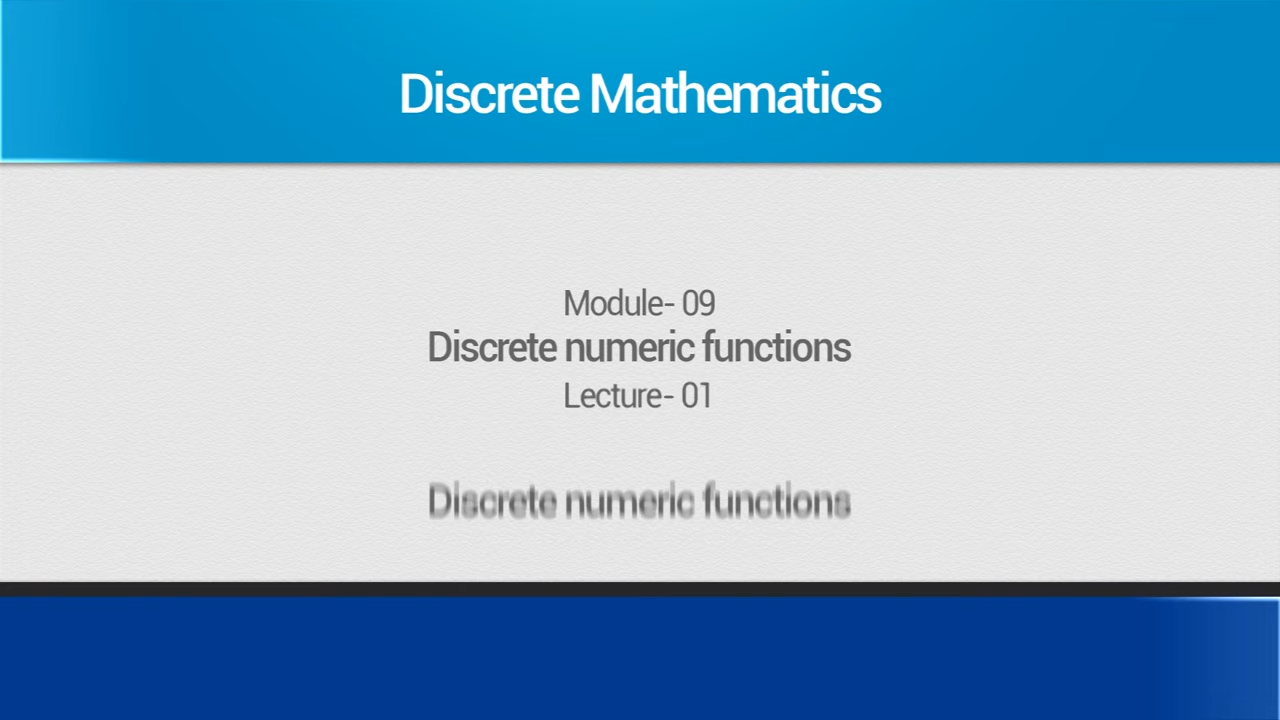 Discrete Mathematics
Module- 09
Discrete numeric functions
Lecture- 01
Discrete numeric functions